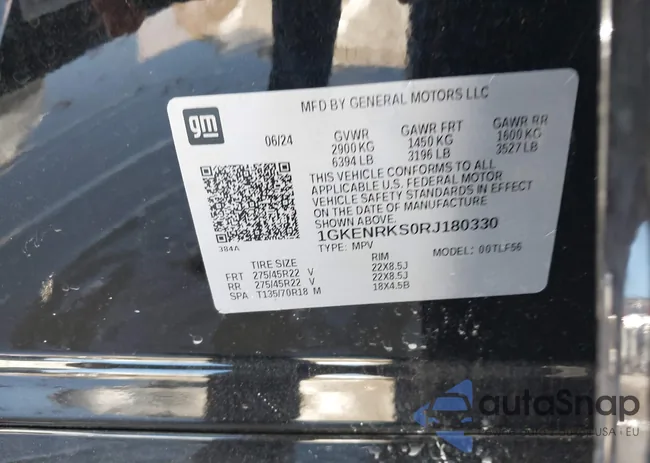 MFD BY GENERAL MOTORS LLC
gm
06/24 GVWR GAWR FRT GAWR RR
2900 KG 1450 KG 1600 KG
6394 LB 3196 LB 3527 LB
THIS VEHICLE CONFORMS TO ALL
APPLICABLE U.S. FEDERAL MOTOR
VEHICLE SAFETY STANDARDS IN EFFECT
ON THE DATE OF MANUFACTURE
SHOWN ABOVE.
384A 1GKENRKS0RJ180330
TYPE: MPV MODEL: 00TLF56
TIRE SIZE RIM
FRT 275/45R22 V 22X8.5J
RR 275/45R22 V 22X8.5J
SPA T135/70R18 M 18X4.5B
autoSnap
USA - EU